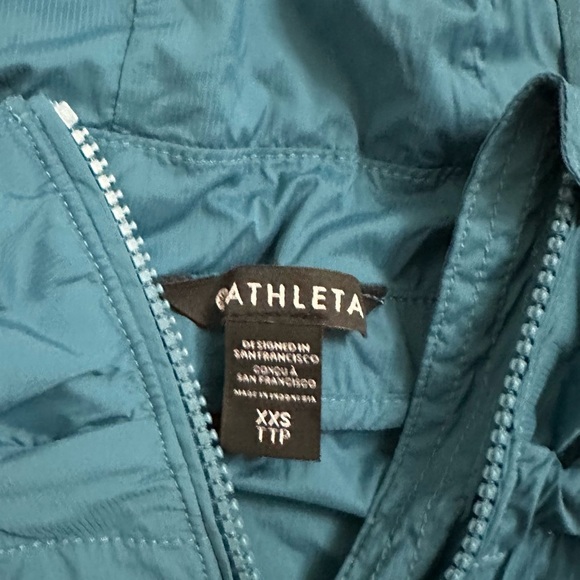 ATHLETA
DESIGNED IN
SAN FRANCISCO
CONÇU À
SAN FRANCISCO
MADE IN INDONESIA
XXS
TTP